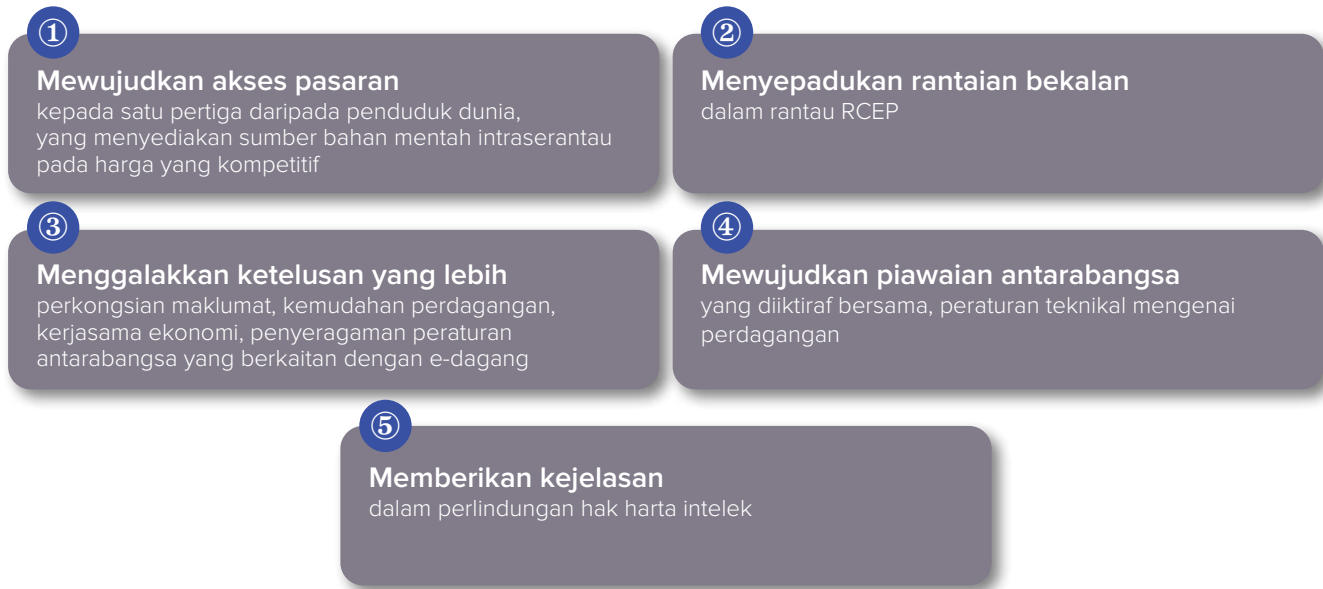 ①
Mewujudkan akses pasaran
kepada satu pertiga daripada penduduk dunia,
yang menyediakan sumber bahan mentah intraserantau
pada harga yang kompetitif
②
Menyepadukan rantaian bekalan
dalam rantau RCEP
③
Menggalakkan ketelusan yang lebih
perkongsian maklumat, kemudahan perdagangan,
kerjasama ekonomi, penyeragaman peraturan
antarabangsa yang berkaitan dengan e-dagang
④
Mewujudkan piawaian antarabangsa
yang diiktiraf bersama, peraturan teknikal mengenai
perdagangan
⑤
Memberikan kejelasan
dalam perlindungan hak harta intelek